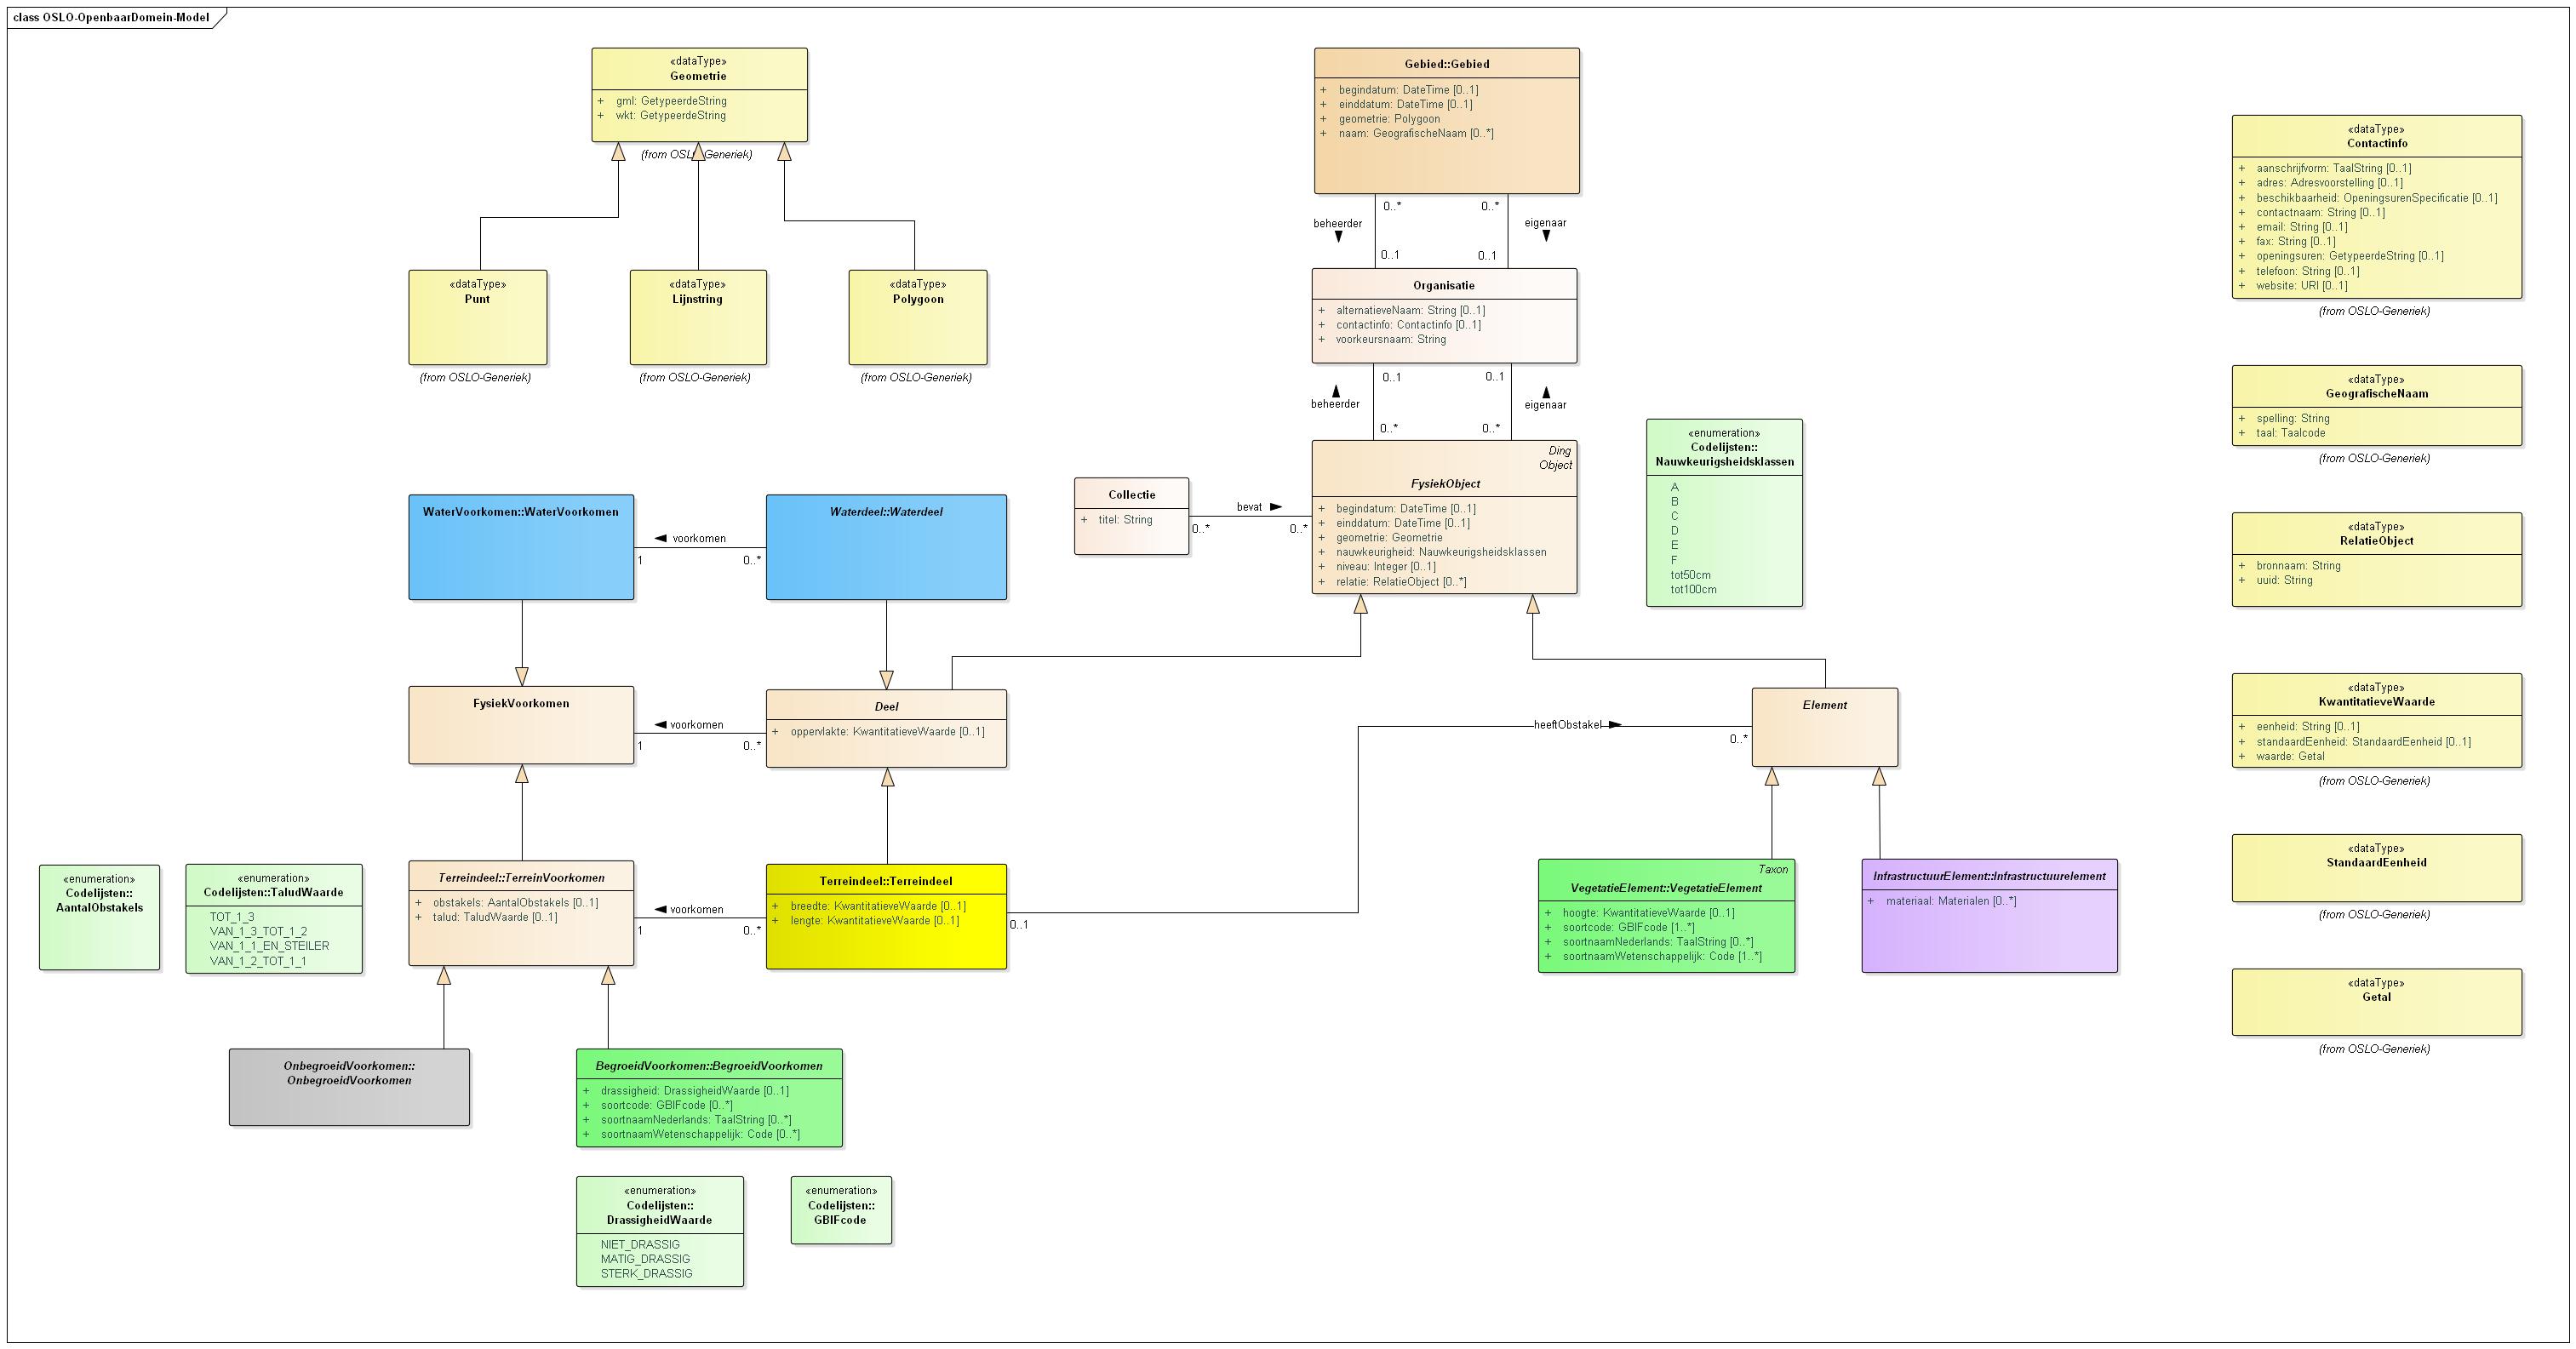 class OSLO-OpenbaarDomein-Model
«dataType»
Geometrie
+ gml: GetypeerdeString
+ wkt: GetypeerdeString
(from OSLO-Generiek)
«dataType»
Punt
(from OSLO-Generiek)
«dataType»
Lijnstring
(from OSLO-Generiek)
«dataType»
Polygoon
(from OSLO-Generiek)
Gebied::Gebied
+ begindatum: DateTime [0..1]
+ einddatum: DateTime [0..1]
+ geometrie: Polygoon
+ naam: GeografischeNaam [0..*]
0..*
0..*
beheerder
eigenaar
0..1
0..1
Organisatie
+ alternatieveNaam: String [0..1]
+ contactinfo: Contactinfo [0..1]
+ voorkeursnaam: String
0..1
0..1
beheerder
eigenaar
0..*
0..*
Ding
Object
FysiekObject
+ begindatum: DateTime [0..1]
+ einddatum: DateTime [0..1]
+ geometrie: Geometrie
+ nauwkeurigheid: Nauwkeurigsheidsklassen
+ niveau: Integer [0..1]
+ relatie: RelatieObject [0..*]
Collectie
+ titel: String
bevat
0..*
0..*
«enumeration»
Codelijsten::
Nauwkeurigsheidsklassen
A
B
C
D
E
F
tot50cm
tot100cm
WaterVoorkomen::WaterVoorkomen
Waterdeel::Waterdeel
voorkomen
1
0..*
FysiekVoorkomen
Deel
+ oppervlakte: KwantitatieveWaarde [0..1]
voorkomen
1
0..*
heeftObstakel
0..*
Element
«enumeration»
Codelijsten::
AantalObstakels
«enumeration»
Codelijsten::TaludWaarde
TOT_1_3
VAN_1_3_TOT_1_2
VAN_1_1_EN_STEILER
VAN_1_2_TOT_1_1
Terreindeel::TerreinVoorkomen
+ obstakels: AantalObstakels [0..1]
+ talud: TaludWaarde [0..1]
voorkomen
1
0..*
Terreindeel::Terreindeel
+ breedte: KwantitatieveWaarde [0..1]
+ lengte: KwantitatieveWaarde [0..1]
0..1
Taxon
VegetatieElement::VegetatieElement
+ hoogte: KwantitatieveWaarde [0..1]
+ soortcode: GBIFcode [1..*]
+ soortnaamNederlands: TaalString [0..*]
+ soortnaamWetenschappelijk: Code [1..*]
InfrastructuurElement::Infrastructuurelement
+ materiaal: Materialen [0..*]
OnbegroeidVoorkomen::
OnbegroeidVoorkomen
BegroeidVoorkomen::BegroeidVoorkomen
+ drassigheid: DrassigheidWaarde [0..1]
+ soortcode: GBIFcode [0..*]
+ soortnaamNederlands: TaalString [0..*]
+ soortnaamWetenschappelijk: Code [0..*]
«enumeration»
Codelijsten::
DrassigheidWaarde
NIET_DRASSIG
MATIG_DRASSIG
STERK_DRASSIG
«enumeration»
Codelijsten::
GBIFcode
«dataType»
Contactinfo
+ aanschrijfvorm: TaalString [0..1]
+ adres: Adresvoorstelling [0..1]
+ beschikbaarheid: OpeningsurenSpecificatie [0..1]
+ contactnaam: String [0..1]
+ email: String [0..1]
+ fax: String [0..1]
+ openingsuren: GetypeerdeString [0..1]
+ telefoon: String [0..1]
+ website: URI [0..1]
(from OSLO-Generiek)
«dataType»
GeografischeNaam
+ spelling: String
+ taal: Taalcode
(from OSLO-Generiek)
«dataType»
RelatieObject
+ bronnaam: String
+ uuid: String
«dataType»
KwantitatieveWaarde
+ eenheid: String [0..1]
+ standaardEenheid: StandaardEenheid [0..1]
+ waarde: Getal
(from OSLO-Generiek)
«dataType»
StandaardEenheid
(from OSLO-Generiek)
«dataType»
Getal
(from OSLO-Generiek)